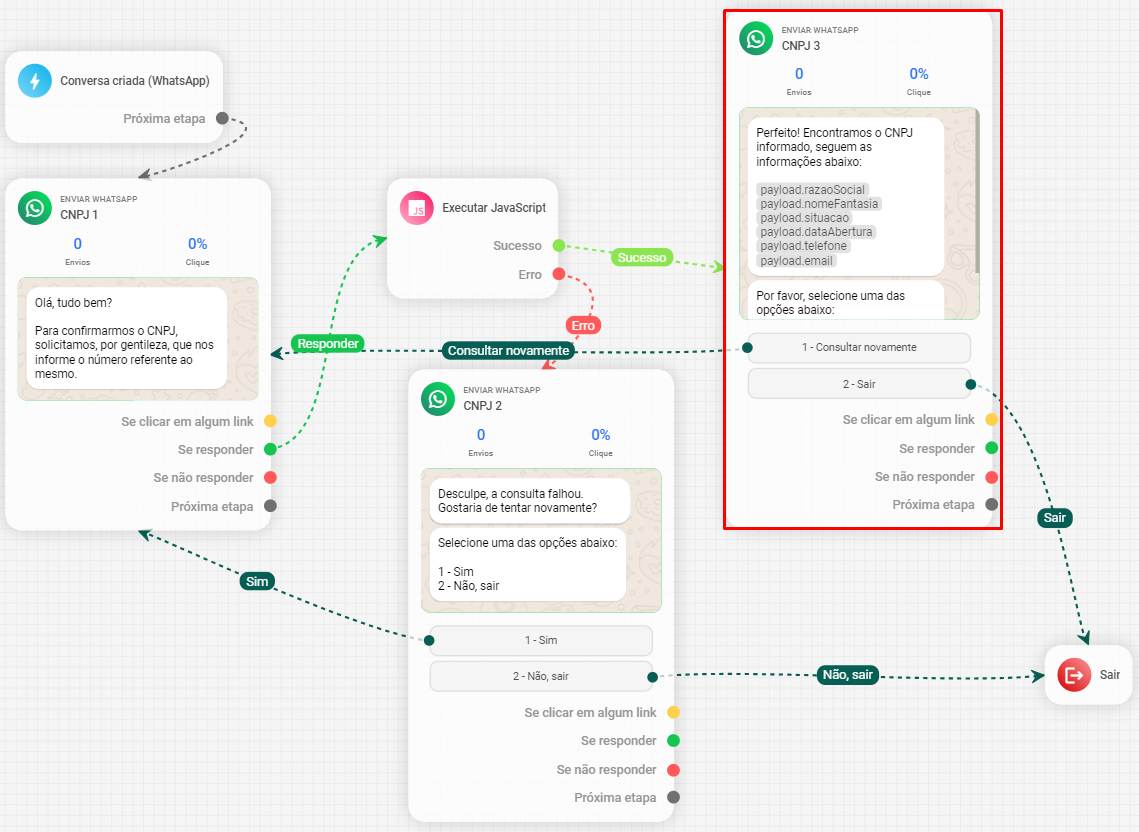 Conversa criada (WhatsApp)
Próxima etapa
ENVIAR WHATSAPP
CNPJ 1
0
0%
Envios
Clique
Olá, tudo bem?
Para confirmarmos o CNPJ,
solicitamos, por gentileza, que nos
informe o número referente ao
mesmo.
Se clicar em algum link
Se responder
Se não responder
Próxima etapa
Responder
JS
Executar JavaScript
Sucesso
Erro
Sucesso
Erro
Consultar novamente
ENVIAR WHATSAPP
CNPJ 3
0
0%
Envios
Clique
Perfeito! Encontramos o CNPJ
informado, seguem as
informações abaixo:
payload.razaoSocial
payload.nomeFantasia
payload.situacao
payload.dataAbertura
payload.telefone
payload.email
Por favor, selecione uma das
opções abaixo:
1 - Consultar novamente
2 - Sair
Se clicar em algum link
Se responder
Se não responder
Próxima etapa
Sair
ENVIAR WHATSAPP
CNPJ 2
0
0%
Envios
Clique
Desculpe, a consulta falhou.
Gostaria de tentar novamente?
Selecione uma das opções abaixo:
1 - Sim
2 - Não, sair
1 - Sim
2 - Não, sair
Se clicar em algum link
Se responder
Se não responder
Próxima etapa
Sim
Não, sair
Sair